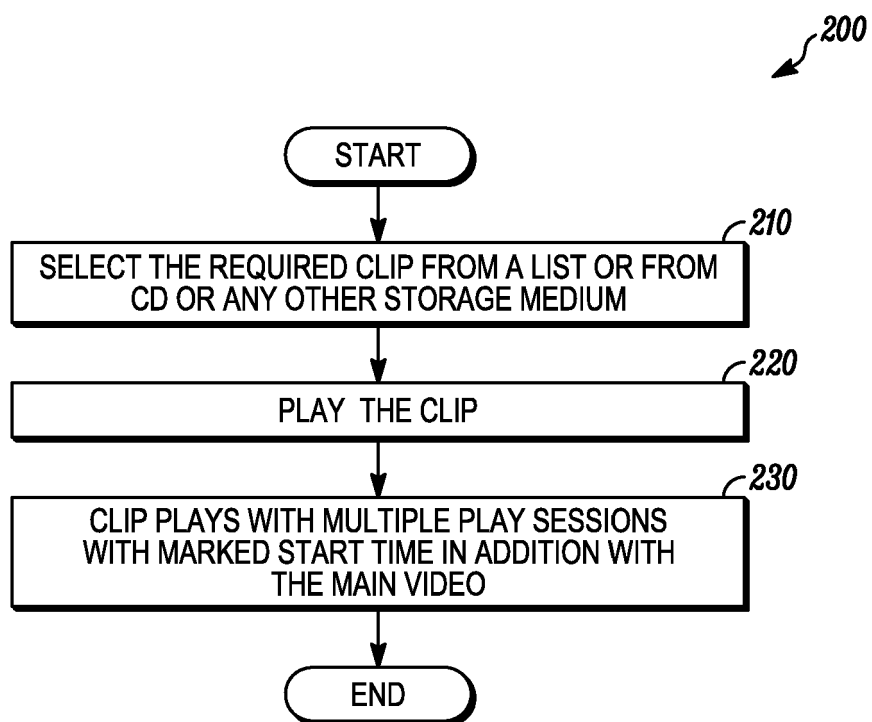 200
START
210
SELECT THE REQUIRED CLIP FROM A LIST OR FROM
CD OR ANY OTHER STORAGE MEDIUM
220
PLAY THE CLIP
230
CLIP PLAYS WITH MULTIPLE PLAY SESSIONS
WITH MARKED START TIME IN ADDITION WITH
THE MAIN VIDEO
END